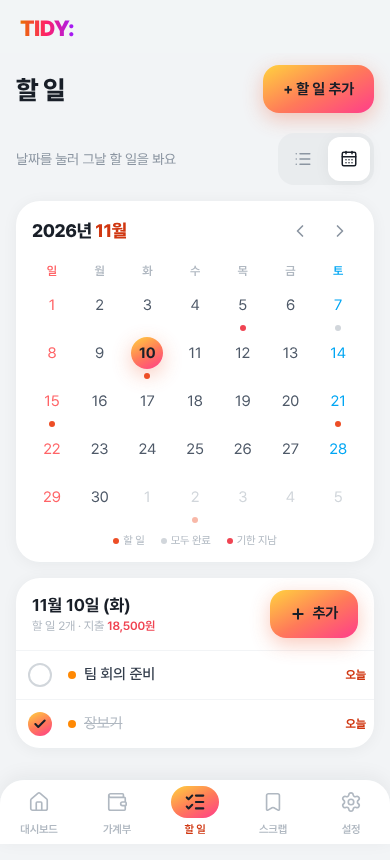 TIDY:
할 일
+ 할 일 추가
날짜를 눌러 그날 할 일을 봐요
2026년 11월
일 월 화 수 목 금 토
1 2 3 4 5 6 7
8 9 10 11 12 13 14
15 16 17 18 19 20 21
22 23 24 25 26 27 28
29 30 1 2 3 4 5
할 일 모두 완료 기한 지남
11월 10일 (화)
할 일 2개 · 지출 18,500원
+ 추가
팀 회의 준비 오늘
장보기 오늘
대시보드 가계부 할 일 스크랩 설정